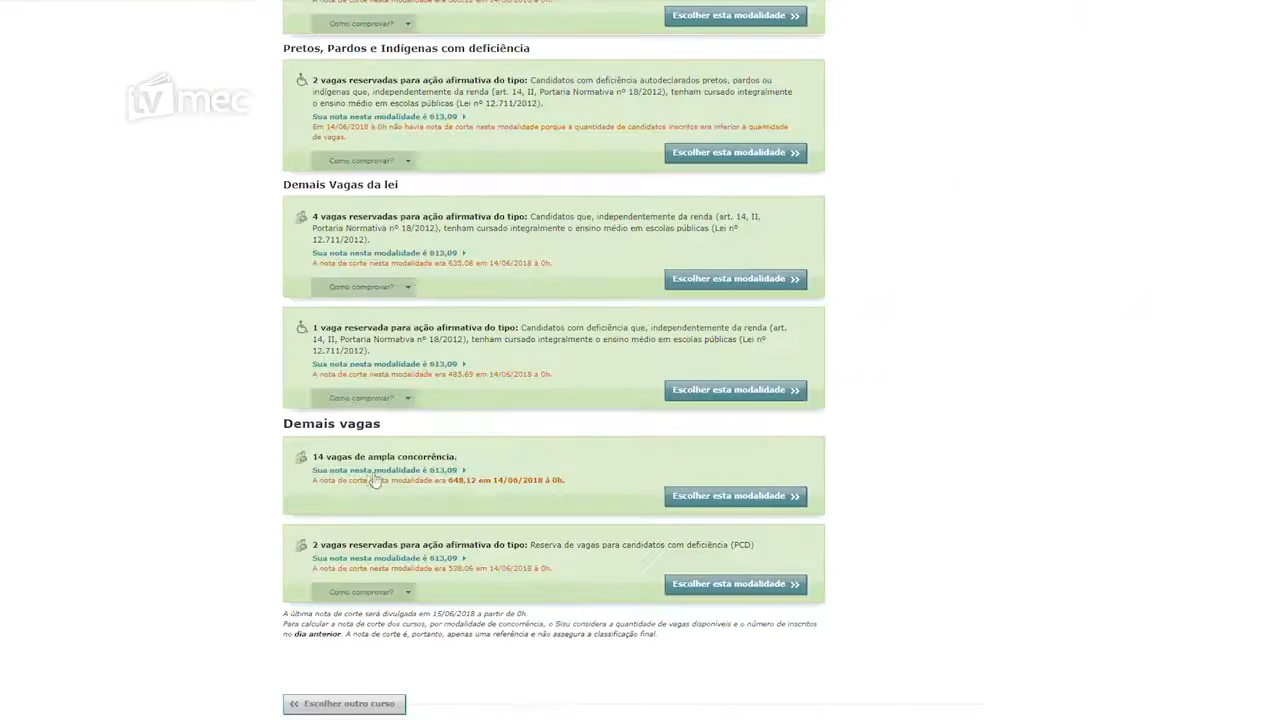 Como comprovar?
Escolher esta modalidade
Pretos, Pardos e Indígenas com deficiência
2 vagas reservadas para ação afirmativa do tipo: Candidatos com deficiência autodeclarados pretos, pardos ou
indígenas que, independentemente da renda (art. 14, II, Portaria Normativa nº 18/2012), tenham cursado integralmente
o ensino médio em escolas públicas (Lei nº 12.711/2012).
tv mec
Sua nota nesta modalidade é 613,09
Em 14/06/2018 à 0h não havia nota de corte nesta modalidade porque a quantidade de candidatos inscritos era inferior à quantidade
de vagas.
Escolher esta modalidade
Como comprovar?
Demais Vagas da lei
4 vagas reservadas para ação afirmativa do tipo: Candidatos que, independentemente da renda (art. 14, II,
Portaria Normativa nº 18/2012), tenham cursado integralmente o ensino médio em escolas públicas (Lei nº
12.711/2012).
Sua nota nesta modalidade é 613,09
A nota de corte nesta modalidade era 635,08 em 14/06/2018 à 0h.
Escolher esta modalidade
Como comprovar?
1 vaga reservada para ação afirmativa do tipo: Candidatos com deficiência que, independentemente da renda (art.
14, II, Portaria Normativa nº 18/2012), tenham cursado integralmente o ensino médio em escolas públicas (Lei nº
12.711/2012).
Sua nota nesta modalidade é 613,09
A nota de corte nesta modalidade era 485,69 em 14/06/2018 à 0h.
Escolher esta modalidade
Como comprovar?
Demais vagas
14 vagas de ampla concorrência.
Sua nota nesta modalidade é 613,09
A nota de corte modalidade era 648,12 em 14/06/2018 à 0h.
Escolher esta modalidade
2 vagas reservadas para ação afirmativa do tipo: Reserva de vagas para candidatos com deficiência (PCD)
Sua nota nesta modalidade é 613,09
A nota de corte nesta modalidade era 538,06 em 14/06/2018 à 0h.
Escolher esta modalidade
Como comprovar?
A última nota de corte será divulgada em 15/06/2018 a partir de 0h.
Para calcular a nota de corte dos cursos, por modalidade de concorrência, o Sisu considera a quantidade de vagas disponíveis e o número de inscritos
no dia anterior. A nota de corte é, portanto, apenas uma referência e não assegura a classificação final.
Escolher outro curso